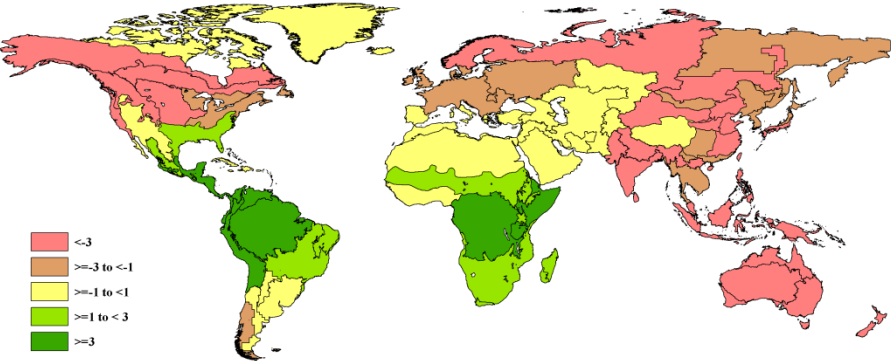 <-3
>=-3 to <-1
>=-1 to <1
>=1 to < 3
>=3